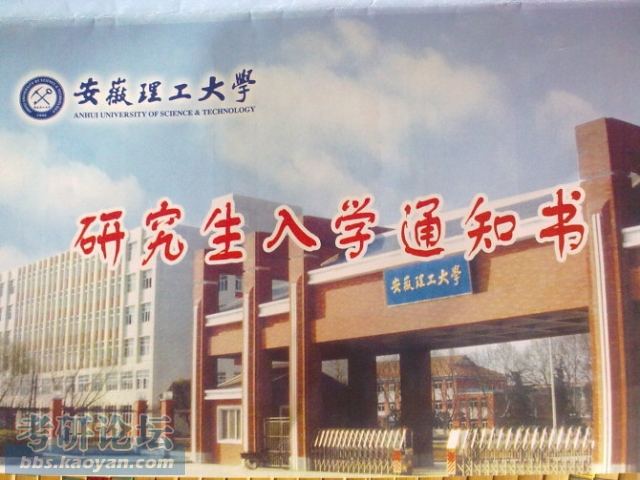 安徽理工大學
ANHUI UNIVERSITY OF SCIENCE & TECHNOLOGY
研究生入学通知书
安徽理工大學
考研论坛
bbs.kaoyan.com